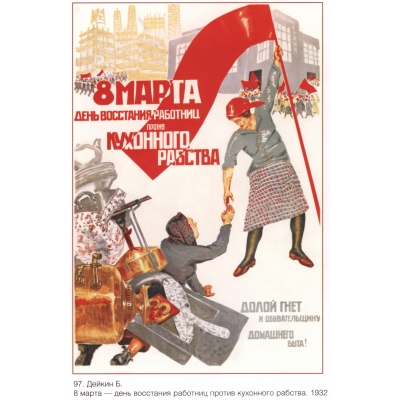 8 МАРТА
ДЕНЬ ВОССТАНИЯ РАБОТНИЦ
ПРОТИВ
КУХОННОГО
РАБСТВА
ДОЛОЙ ГНЕТ
И ОБЫВАТЕЛЬЩИНУ
ДОМАШНЕГО
БЫТА!
97. Дейкин Б.
8 марта — день восстания работниц против кухонного рабства. 1932